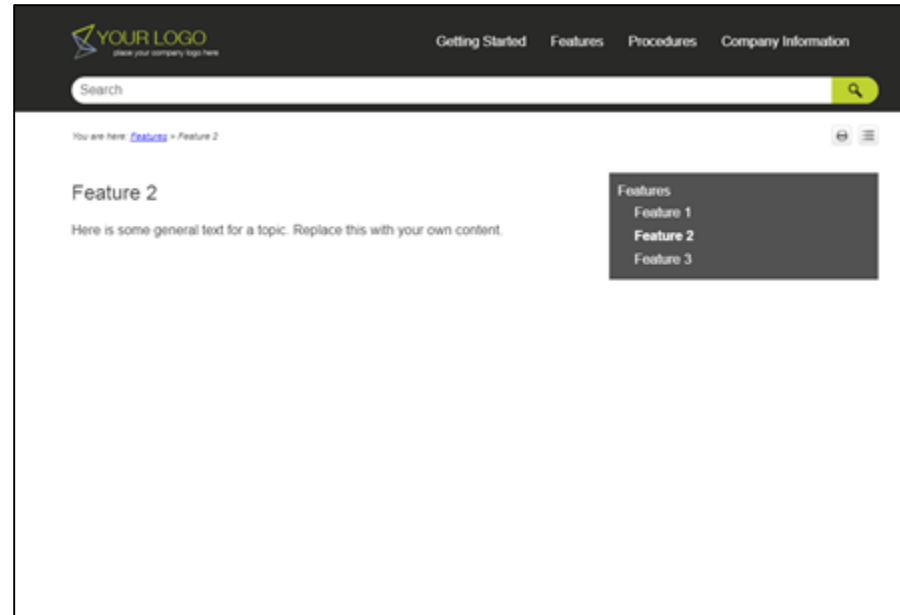 YOUR LOGO
place your company logo here
Getting Started Features Procedures Company Information
Search
You are here: Features > Feature 2
Feature 2
Here is some general text for a topic. Replace this with your own content.
Features
Feature 1
Feature 2
Feature 3